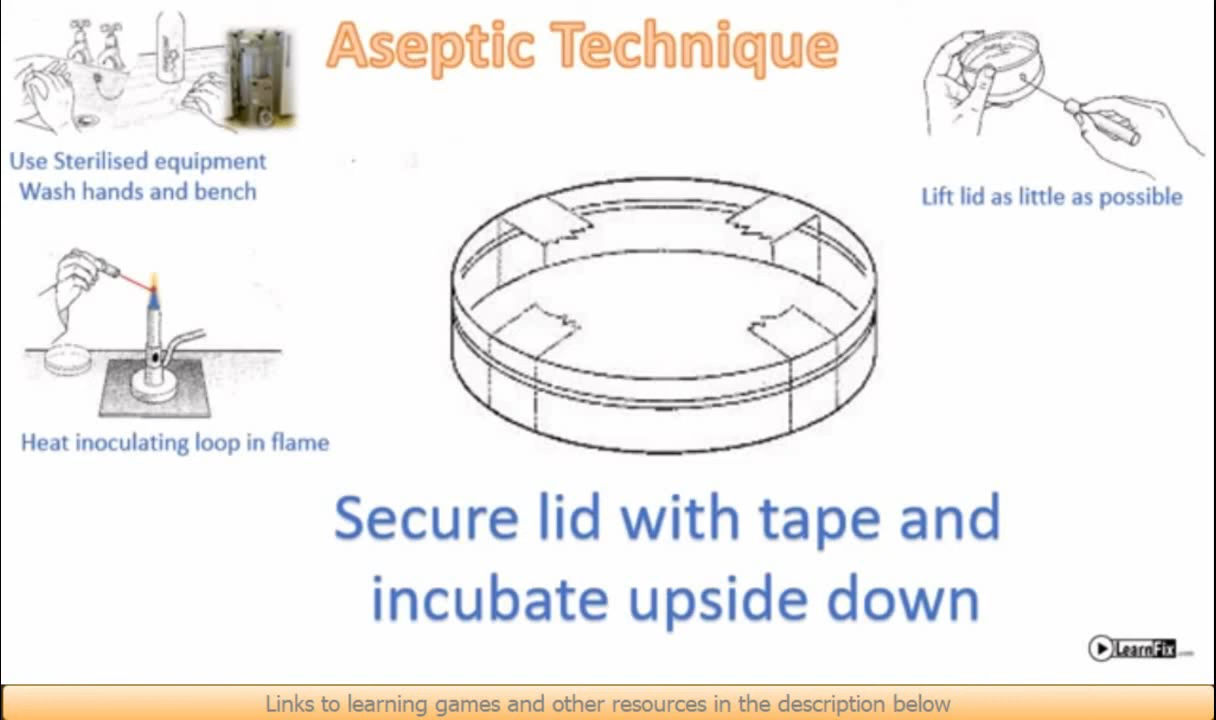 Aseptic Technique
Use Sterilised equipment
Wash hands and bench
Lift lid as little as possible
Heat inoculating loop in flame
Secure lid with tape and
incubate upside down
LearnFix
Links to learning games and other resources in the description below